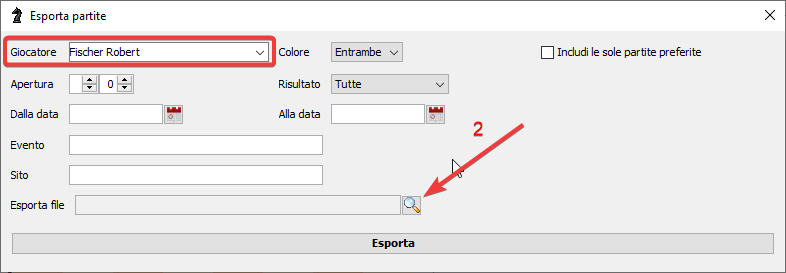 Esporta partite
Giocatore Fischer Robert Colore Entrambe Includi le sole partite preferite
Apertura 0 Risultato Tutte
Dalla data Alla data
2
Evento
Sito
Esporta file
Esporta